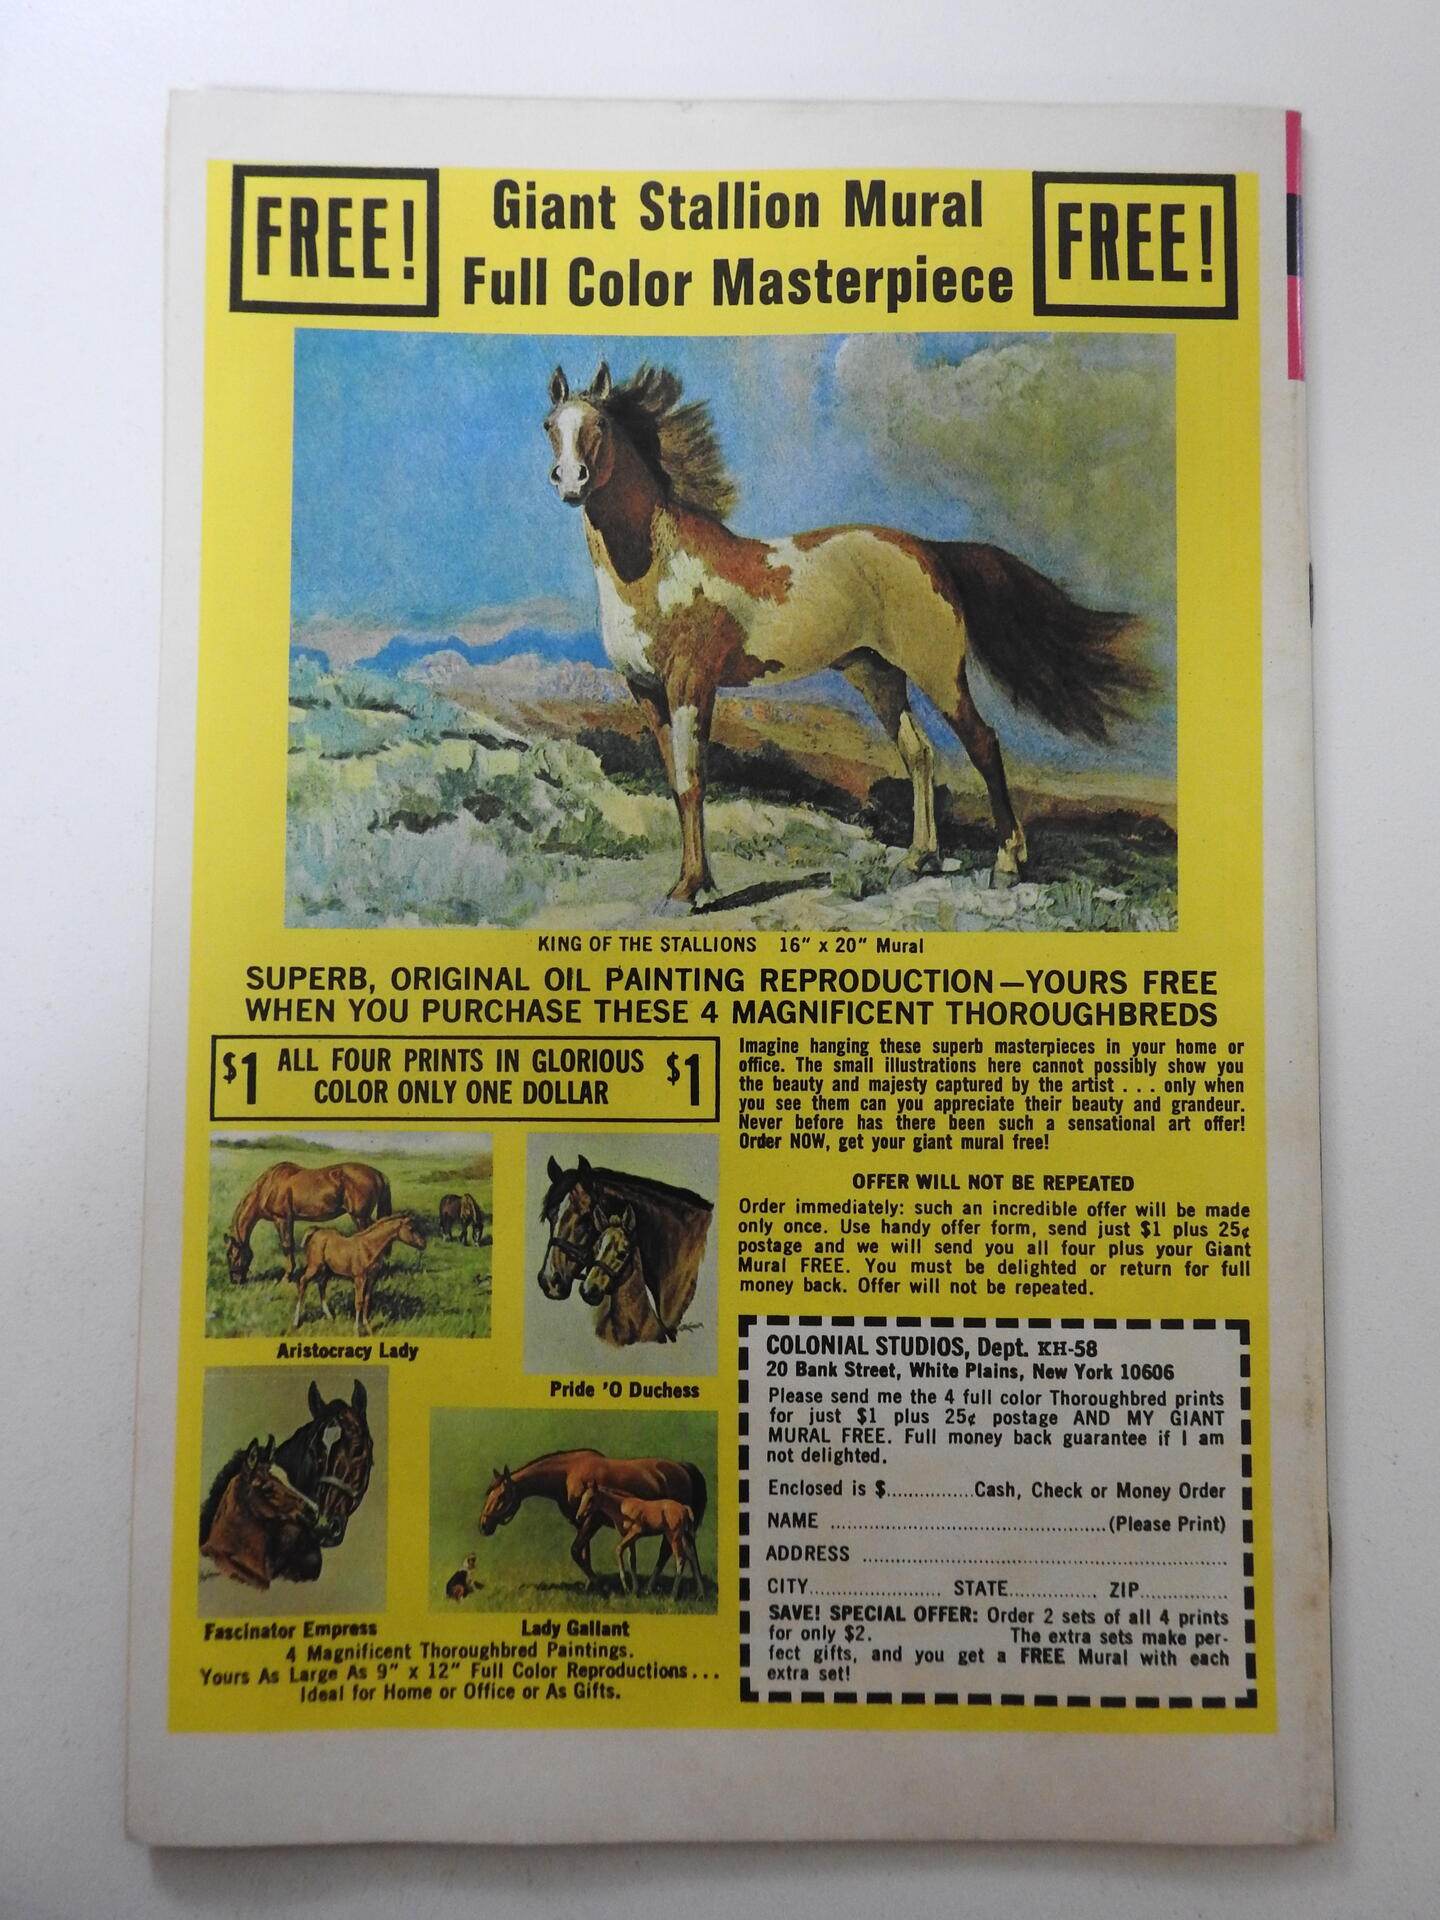 FREE!
Giant Stallion Mural
Full Color Masterpiece
FREE!
KING OF THE STALLIONS 16" x 20" Mural
SUPERB, ORIGINAL OIL PAINTING REPRODUCTION—YOURS FREE
WHEN YOU PURCHASE THESE 4 MAGNIFICENT THOROUGHBREDS
$1 ALL FOUR PRINTS IN GLORIOUS $1
COLOR ONLY ONE DOLLAR
Aristocracy Lady
Pride 'O Duchess
Fascinator Empress
Lady Gallant
4 Magnificent Thoroughbred Paintings.
Yours As Large As 9" x 12" Full Color Reproductions...
Ideal for Home or Office or As Gifts.
Imagine hanging these superb masterpieces in your home or
office. The small illustrations here cannot possibly show you
the beauty and majesty captured by the artist . . . only when
you see them can you appreciate their beauty and grandeur.
Never before has there been such a sensational art offer!
Order NOW, get your giant mural free!
OFFER WILL NOT BE REPEATED
Order immediately: such an incredible offer will be made
only once. Use handy offer form, send just $1 plus 25¢
postage and we will send you all four plus your Giant
Mural FREE. You must be delighted or return for full
money back. Offer will not be repeated.
COLONIAL STUDIOS, Dept. KH-58
20 Bank Street, White Plains, New York 10606
Please send me the 4 full color Thoroughbred prints
for just $1 plus 25¢ postage AND MY GIANT
MURAL FREE. Full money back guarantee if I am
not delighted.
Enclosed is $................Cash, Check or Money Order
NAME ................................................(Please Print)
ADDRESS ................................................................
CITY........................ STATE................ ZIP................
SAVE! SPECIAL OFFER: Order 2 sets of all 4 prints
for only $2. The extra sets make per-
fect gifts, and you get a FREE Mural with each
extra set!